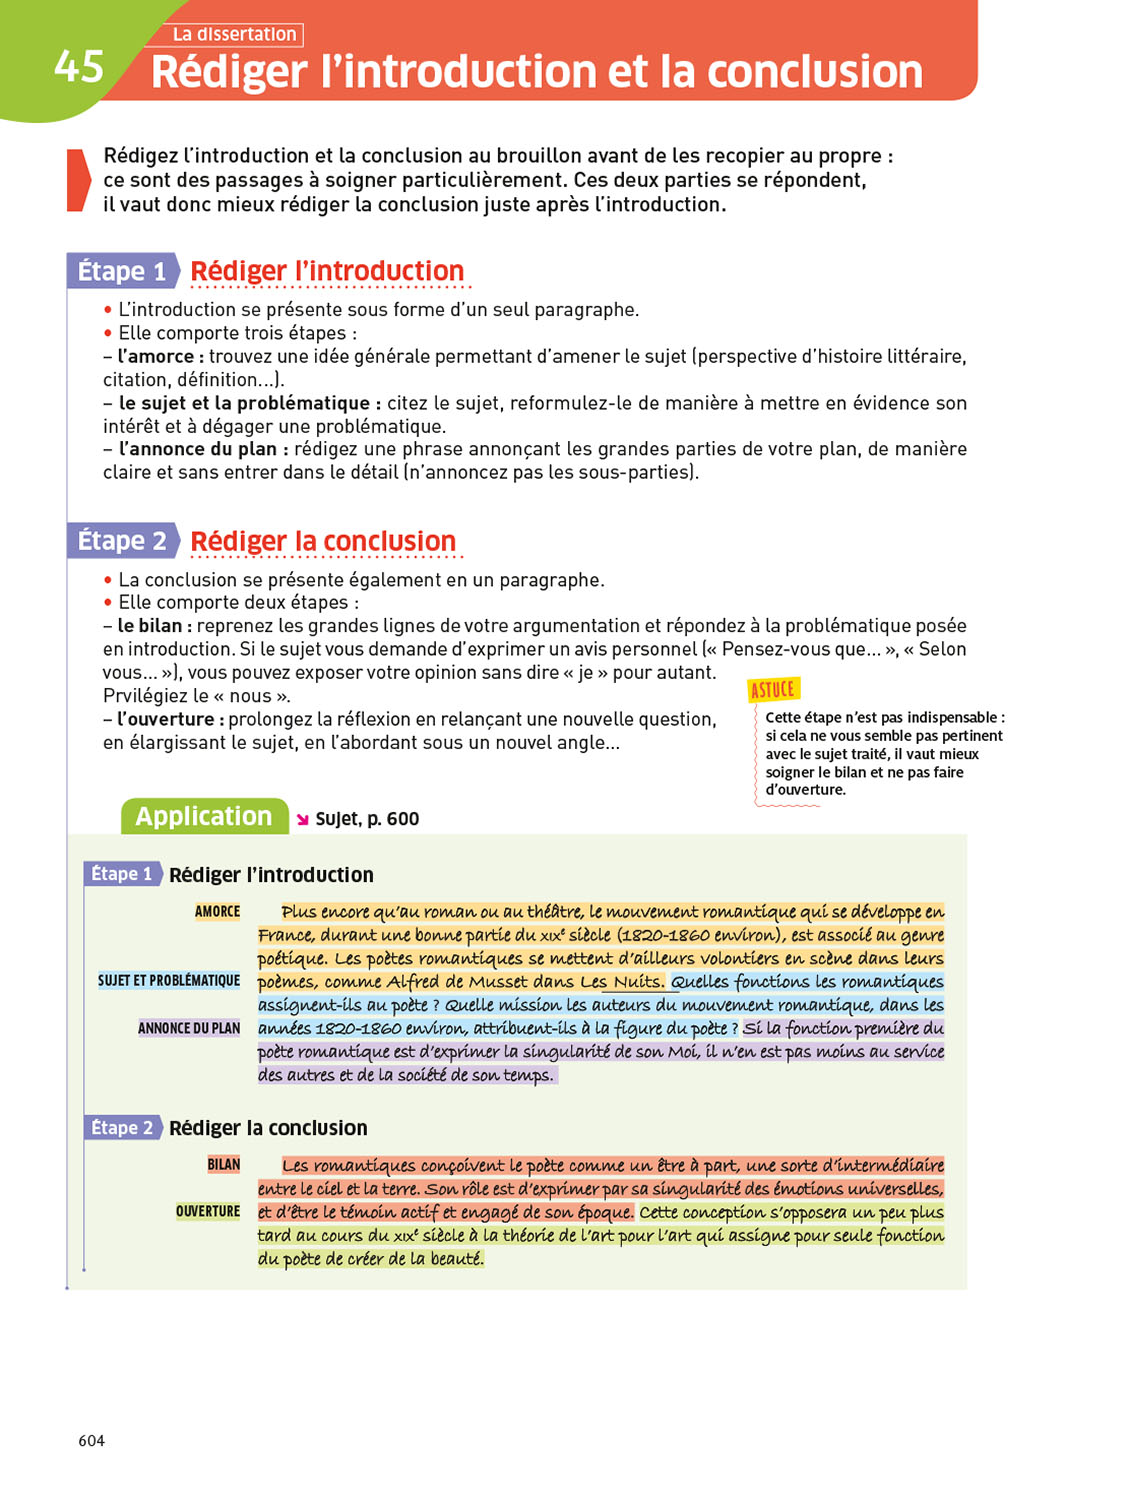 45
La dissertation
Rédiger l'introduction et la conclusion
Rédigez l'introduction et la conclusion au brouillon avant de les recopier au propre :
ce sont des passages à soigner particulièrement. Ces deux parties se répondent,
il vaut donc mieux rédiger la conclusion juste après l'introduction.
Étape 1 Rédiger l'introduction
• L'introduction se présente sous forme d'un seul paragraphe.
• Elle comporte trois étapes :
– l'amorce : trouvez une idée générale permettant d'amener le sujet (perspective d'histoire littéraire,
citation, définition...).
– le sujet et la problématique : citez le sujet, reformulez-le de manière à mettre en évidence son
intérêt et à dégager une problématique.
– l'annonce du plan : rédigez une phrase annonçant les grandes parties de votre plan, de manière
claire et sans entrer dans le détail (n'annoncez pas les sous-parties).
Étape 2 Rédiger la conclusion
• La conclusion se présente également en un paragraphe.
• Elle comporte deux étapes :
– le bilan : reprenez les grandes lignes de votre argumentation et répondez à la problématique posée
en introduction. Si le sujet vous demande d'exprimer un avis personnel (« Pensez-vous que... », « Selon
vous... »), vous pouvez exposer votre opinion sans dire « je » pour autant.
Prvilégiez le « nous ».
– l'ouverture : prolongez la réflexion en relançant une nouvelle question,
en élargissant le sujet, en l'abordant sous un nouvel angle...
ASTUCE
Cette étape n'est pas indispensable :
si cela ne vous semble pas pertinent
avec le sujet traité, il vaut mieux
soigner le bilan et ne pas faire
d'ouverture.
Application Sujet, p. 600
Étape 1 Rédiger l'introduction
AMORCE
Plus encore qu'au roman ou au théâtre, le mouvement romantique qui se développe en
France, durant une bonne partie du XIXe siècle (1820-1860 environ), est associé au genre
poétique. Les poètes romantiques se mettent d'ailleurs volontiers en scène dans leurs
SUJET ET PROBLÉMATIQUE
poèmes, comme Alfred de Musset dans Les Nuits. Quelles fonctions les romantiques
assignent-ils au poète ? Quelle mission les auteurs du mouvement romantique, dans les
ANNONCE DU PLAN
années 1820-1860 environ, attribuent-ils à la figure du poète ? Si la fonction première du
poète romantique est d'exprimer la singularité de son Moi, il n'en est pas moins au service
des autres et de la société de son temps.
Étape 2 Rédiger la conclusion
BILAN
Les romantiques conçoivent le poète comme un être à part, une sorte d'intermédiaire
entre le ciel et la terre. Son rôle est d'exprimer par sa singularité des émotions universelles,
OUVERTURE
et d'être le témoin actif et engagé de son époque. Cette conception s'opposera un peu plus
tard au cours du XIXe siècle à la théorie de l'art pour l'art qui assigne pour seule fonction
du poète de créer de la beauté.
604